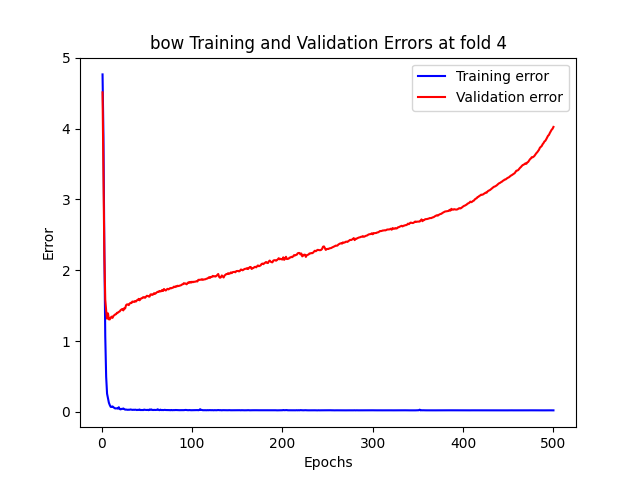 bow Training and Validation Errors at fold 4
Training error
Validation error
5
4
3
2
1
0
Error
0 100 200 300 400 500
Epochs